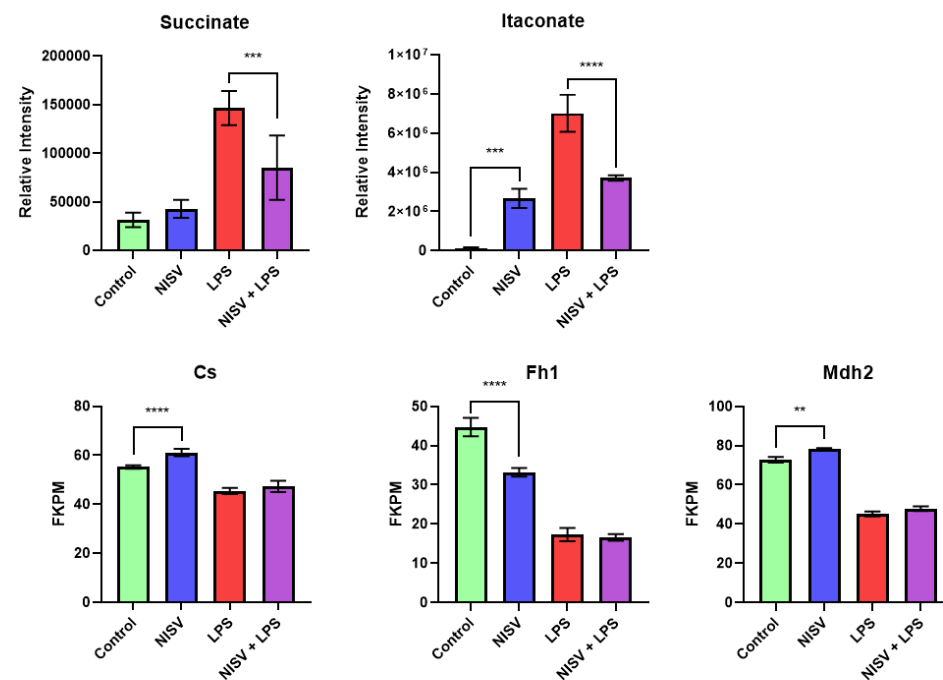 Succinate
Itaconate
Relative Intensity
200000
150000
100000
50000
0
***
Control
NISV
LPS
NISV + LPS
Relative Intensity
1×10⁷
8×10⁶
6×10⁶
4×10⁶
2×10⁶
0
***
****
Control
NISV
LPS
NISV + LPS
Cs
Fh1
Mdh2
FKPM
80
60
40
20
0
****
Control
NISV
LPS
NISV + LPS
FKPM
50
40
30
20
10
0
****
Control
NISV
LPS
NISV + LPS
FKPM
100
80
60
40
20
0
**
Control
NISV
LPS
NISV + LPS